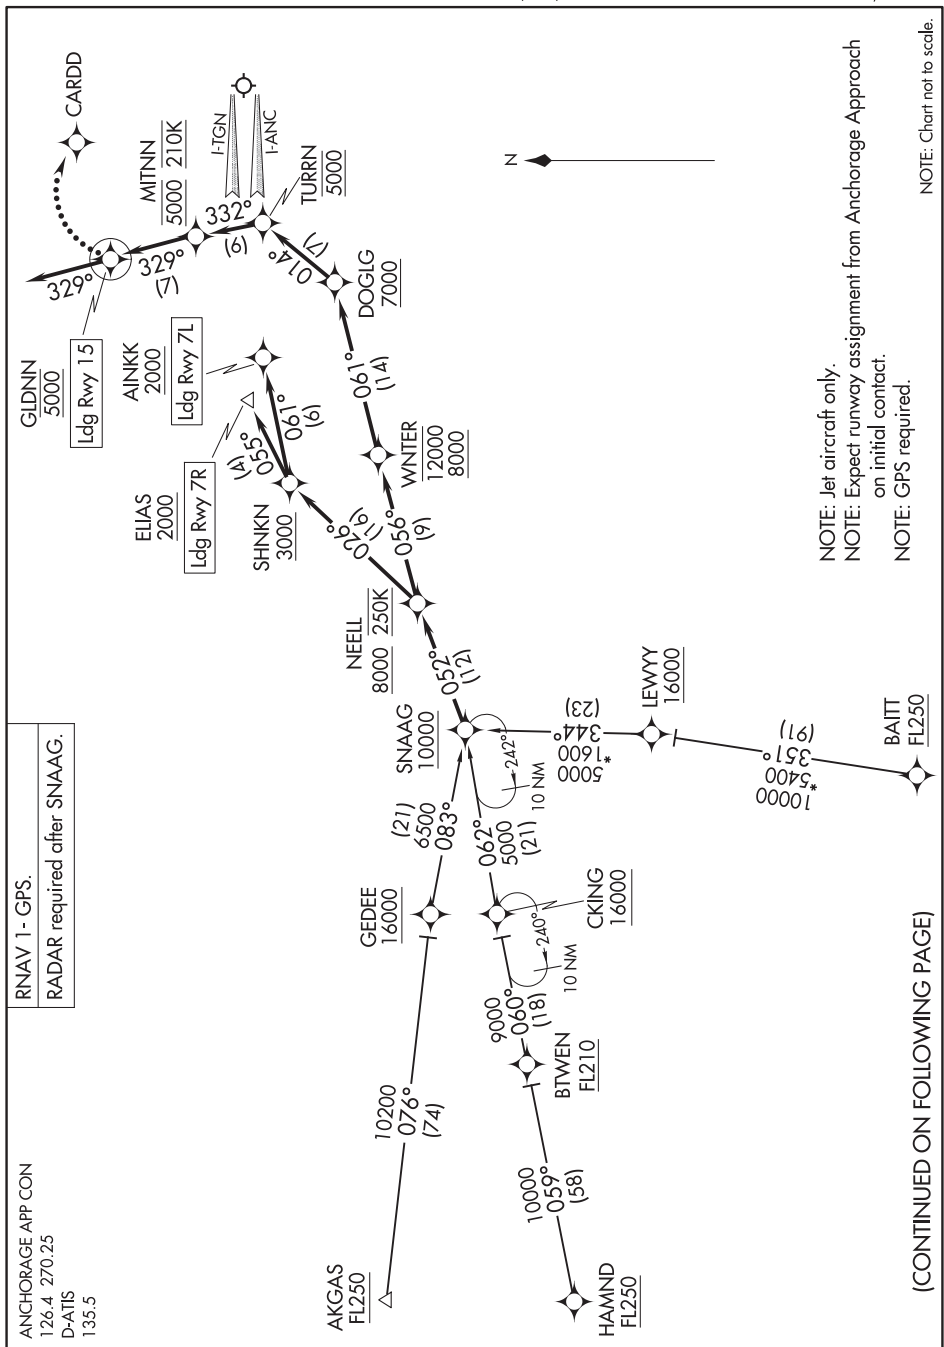 ANCHORAGE APP CON
126.4 270.25
D-ATIS
135.5
RNAV 1 - GPS.
RADAR required after SNAAG.
GLDNN
5000
Ldg Rwy 15
329°
CARDD
329°
(7)
MITNN
5000 210K
332°
(6)
I-TGN
I-ANC
TURRN
5000
014°
(7)
DOGLG
7000
AINKK
2000
Ldg Rwy 7L
061°
(6)
ELIAS
2000
Ldg Rwy 7R
055°
(4)
SHNKN
3000
026°
(16)
061°
(14)
WNTER
12000
8000
056°
(9)
NEELL
8000 250K
052°
(12)
SNAAG
10000
242°
10 NM
(21)
6500
083°
GEDEE
16000
10200
076°
(74)
AKGAS
FL250
062°
5000
(21)
CKING
16000
240°
10 NM
9000
060°
(18)
BTWEN
FL210
10000
059°
(58)
HAMND
FL250
5000
*1600
344°
(23)
LEWYY
16000
10000
*5400
351°
(91)
BAITT
FL250
N
NOTE: Jet aircraft only.
NOTE: Expect runway assignment from Anchorage Approach
on initial contact.
NOTE: GPS required.
NOTE: Chart not to scale.
(CONTINUED ON FOLLOWING PAGE)